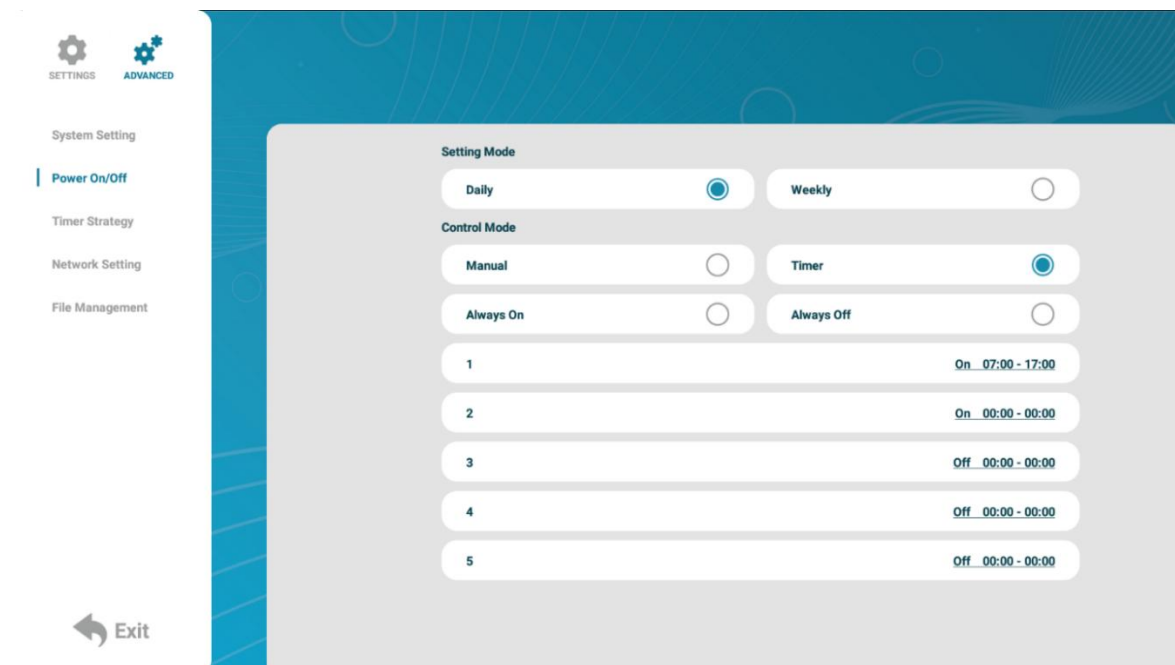 SETTINGS ADVANCED
System Setting
Power On/Off
Timer Strategy
Network Setting
File Management
Exit
Setting Mode
Daily Weekly
Control Mode
Manual Timer
Always On Always Off
1 On 07:00 - 17:00
2 On 00:00 - 00:00
3 Off 00:00 - 00:00
4 Off 00:00 - 00:00
5 Off 00:00 - 00:00